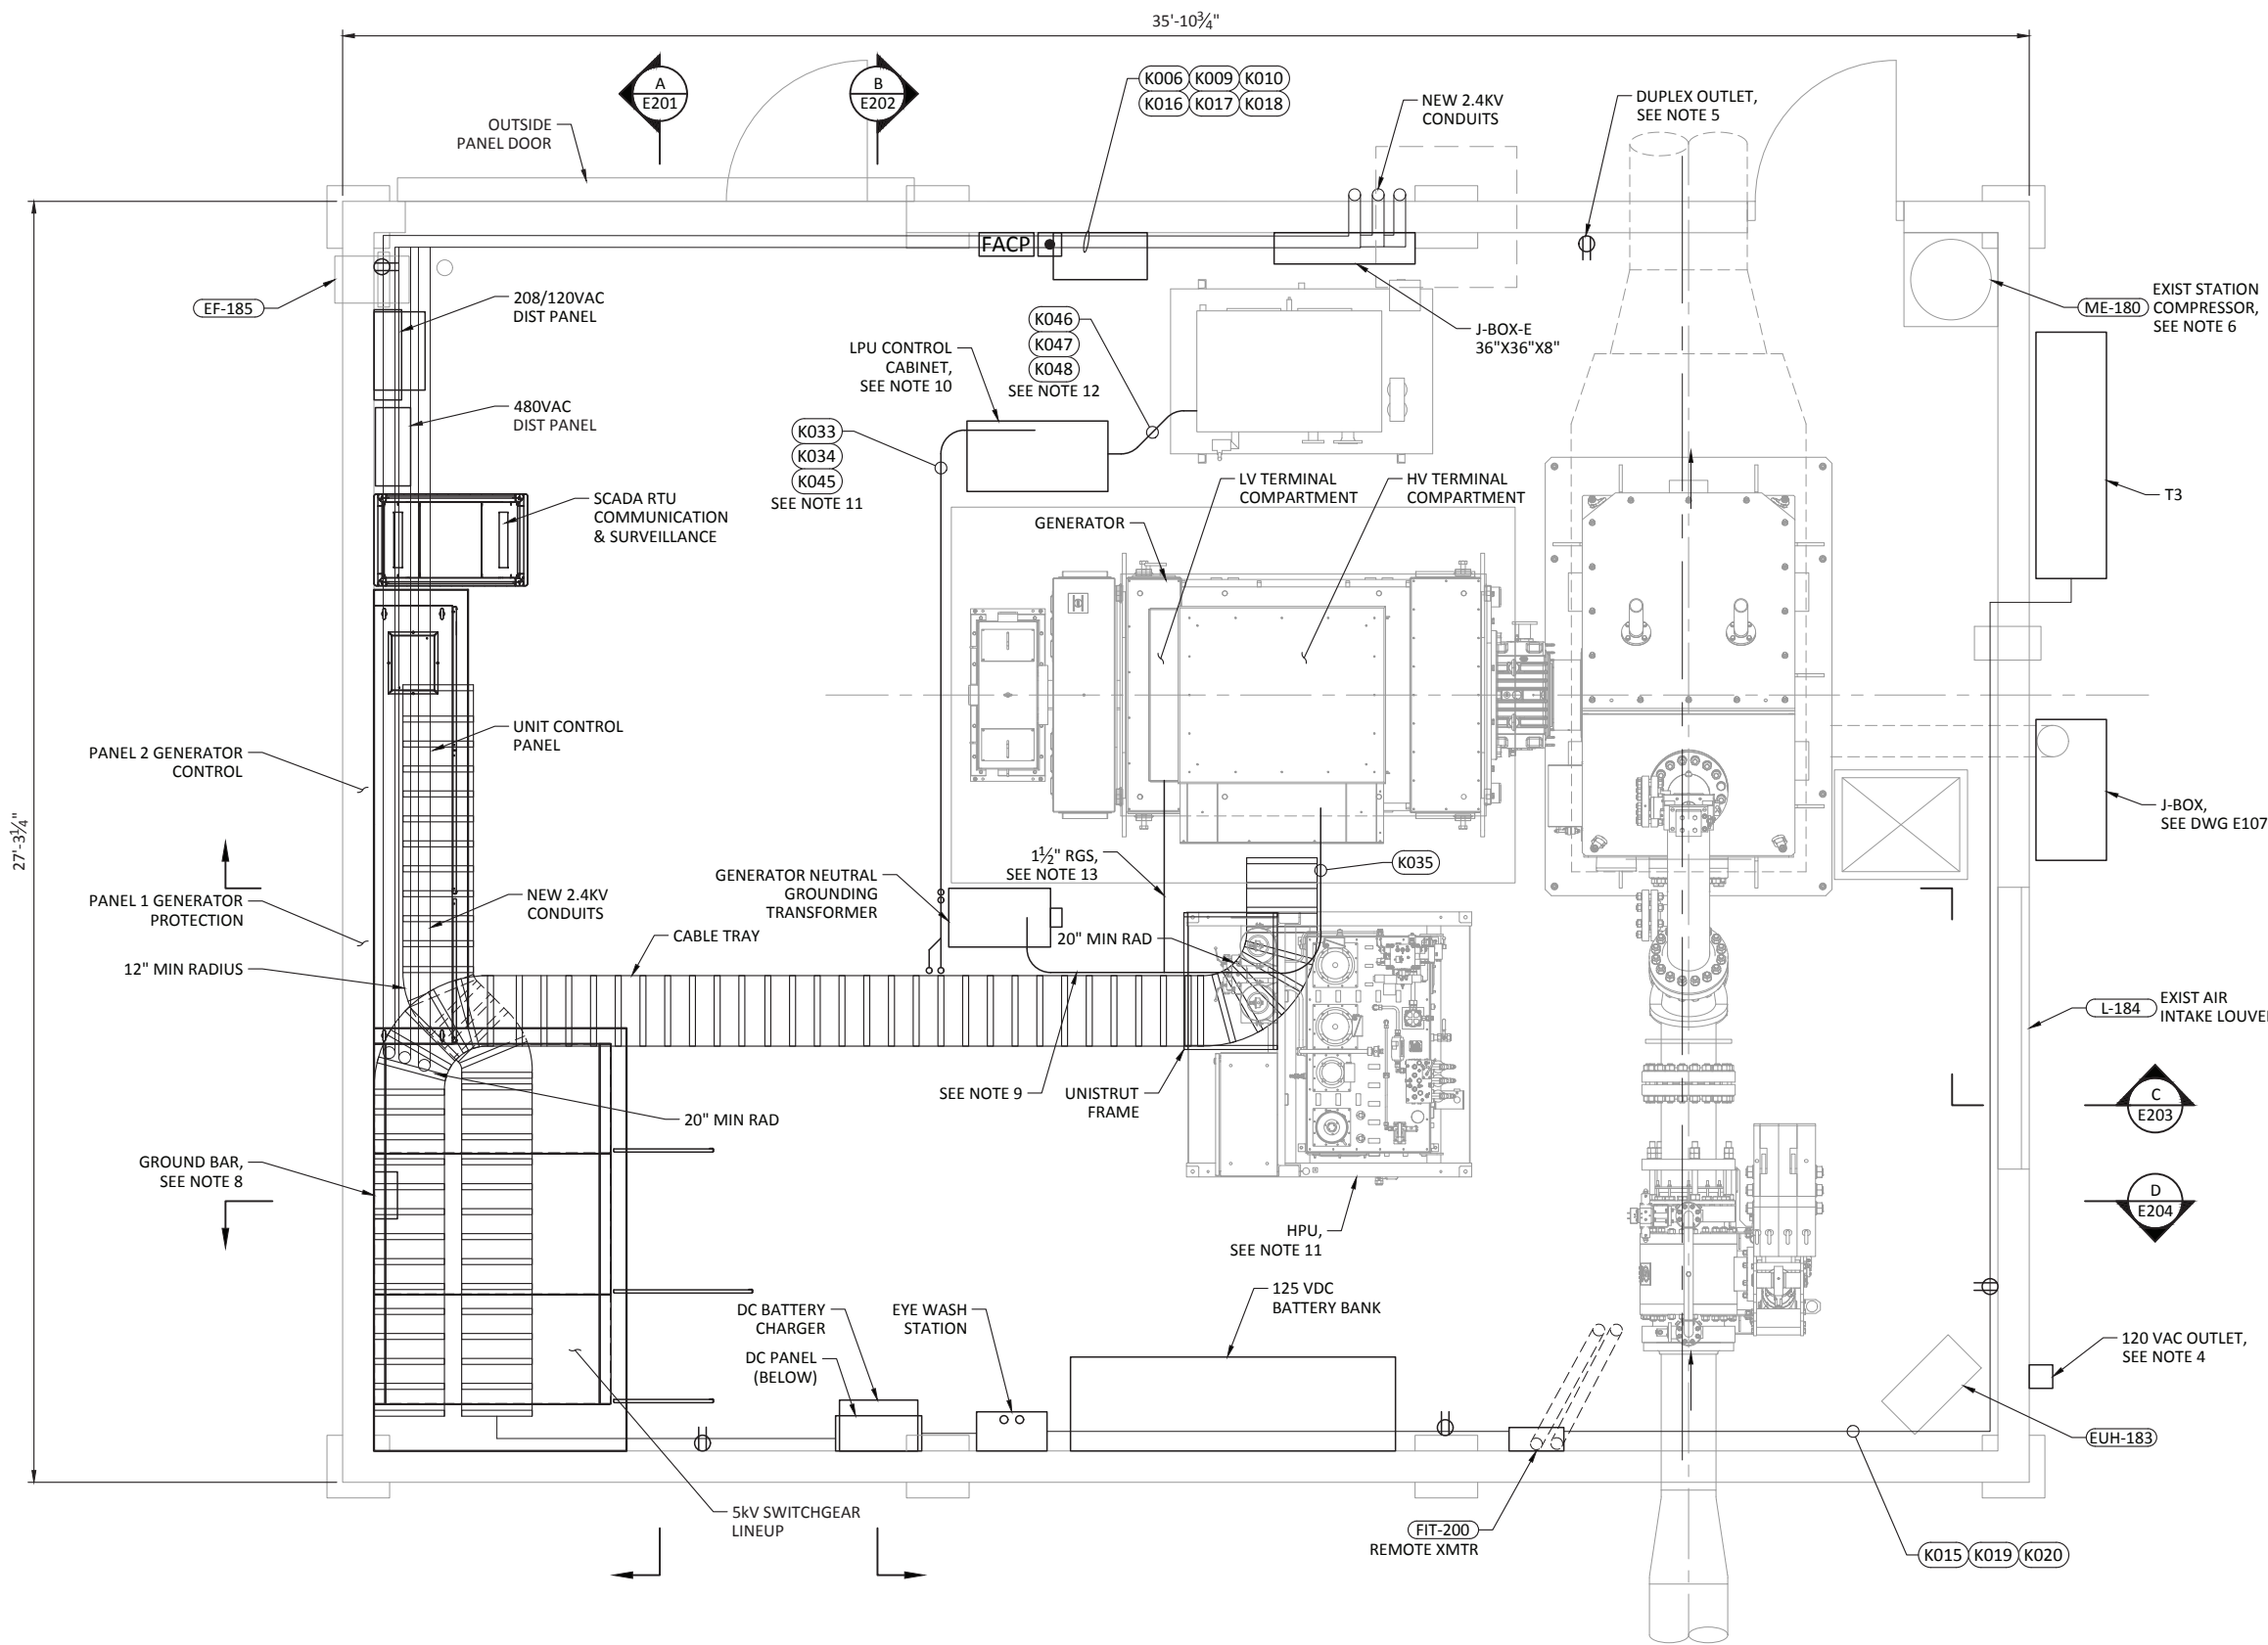 35'-10¾"
A
E201
B
E202
K006 K009 K010
K016 K017 K018
NEW 2.4KV
CONDUITS
DUPLEX OUTLET,
SEE NOTE 5
OUTSIDE
PANEL DOOR
FACP
EF-185
208/120VAC
DIST PANEL
480VAC
DIST PANEL
LPU CONTROL
CABINET,
SEE NOTE 10
K046
K047
K048
SEE NOTE 12
J-BOX-E
36"X36"X8"
ME-180
EXIST STATION
COMPRESSOR,
SEE NOTE 6
K033
K034
K045
SEE NOTE 11
SCADA RTU
COMMUNICATION
& SURVEILLANCE
LV TERMINAL
COMPARTMENT
HV TERMINAL
COMPARTMENT
GENERATOR
T3
UNIT CONTROL
PANEL
PANEL 2 GENERATOR
CONTROL
27'-3¼"
J-BOX,
SEE DWG E107
1½" RGS,
SEE NOTE 13
K035
GENERATOR NEUTRAL
GROUNDING
TRANSFORMER
NEW 2.4KV
CONDUITS
PANEL 1 GENERATOR
PROTECTION
CABLE TRAY
20" MIN RAD
12" MIN RADIUS
L-184
EXIST AIR
INTAKE LOUVE
SEE NOTE 9
UNISTRUT
FRAME
20" MIN RAD
C
E203
GROUND BAR,
SEE NOTE 8
D
E204
HPU,
SEE NOTE 11
DC BATTERY
CHARGER
DC PANEL
(BELOW)
EYE WASH
STATION
125 VDC
BATTERY BANK
120 VAC OUTLET,
SEE NOTE 4
EUH-183
5kV SWITCHGEAR
LINEUP
FIT-200
REMOTE XMTR
K015 K019 K020